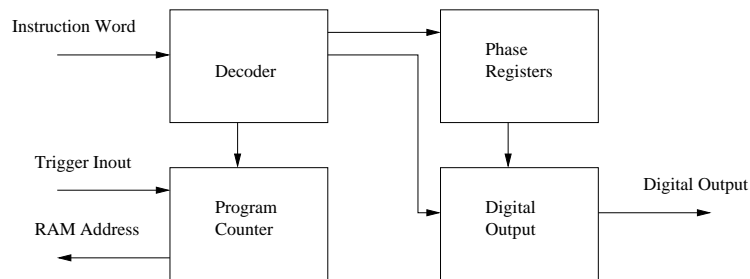 Instruction Word
Decoder
Phase
Registers
Trigger Inout
RAM Address
Program
Counter
Digital
Output
Digital Output